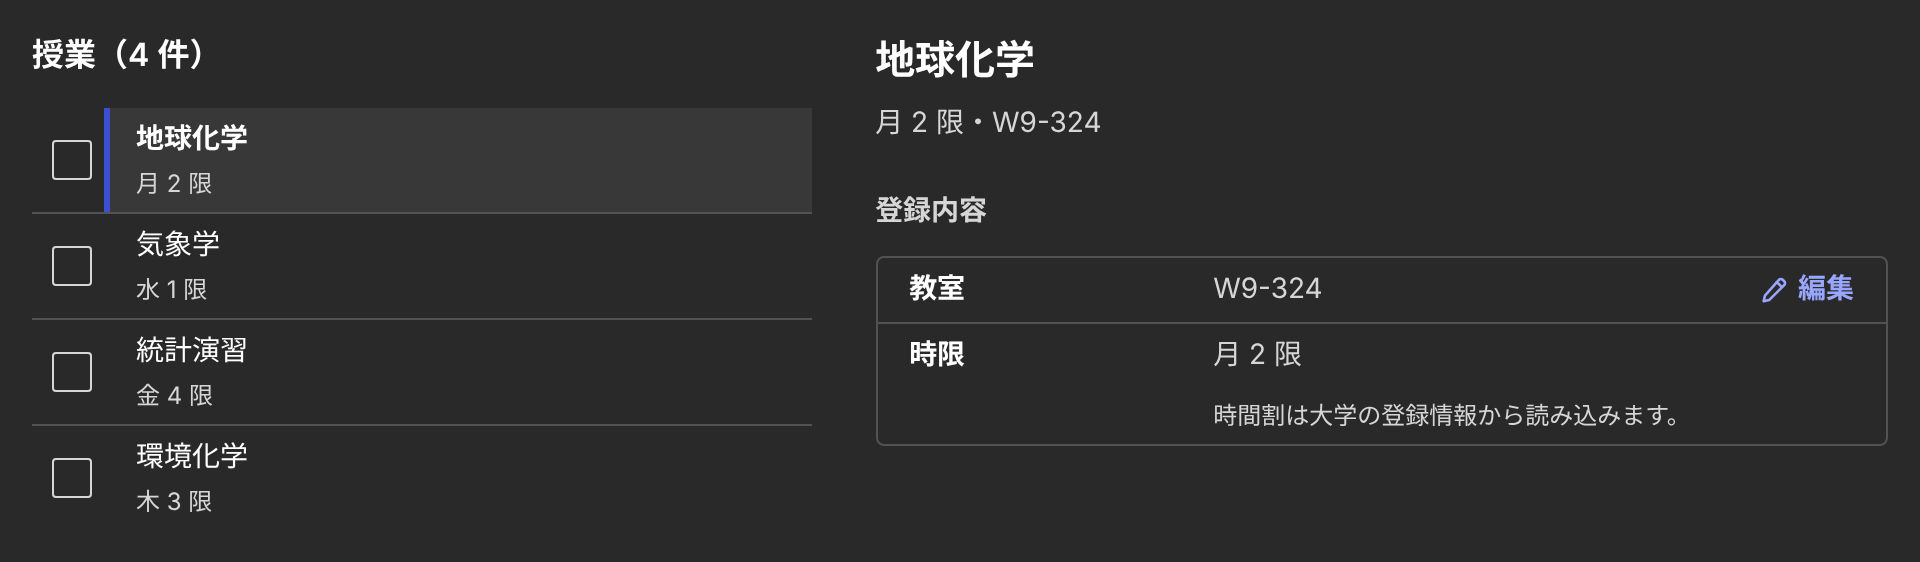 授業（4 件）
地球化学
月 2 限
気象学
水 1 限
統計演習
金 4 限
環境化学
木 3 限
地球化学
月 2 限・W9-324
登録内容
教室 W9-324 編集
時限 月 2 限
時間割は大学の登録情報から読み込みます。